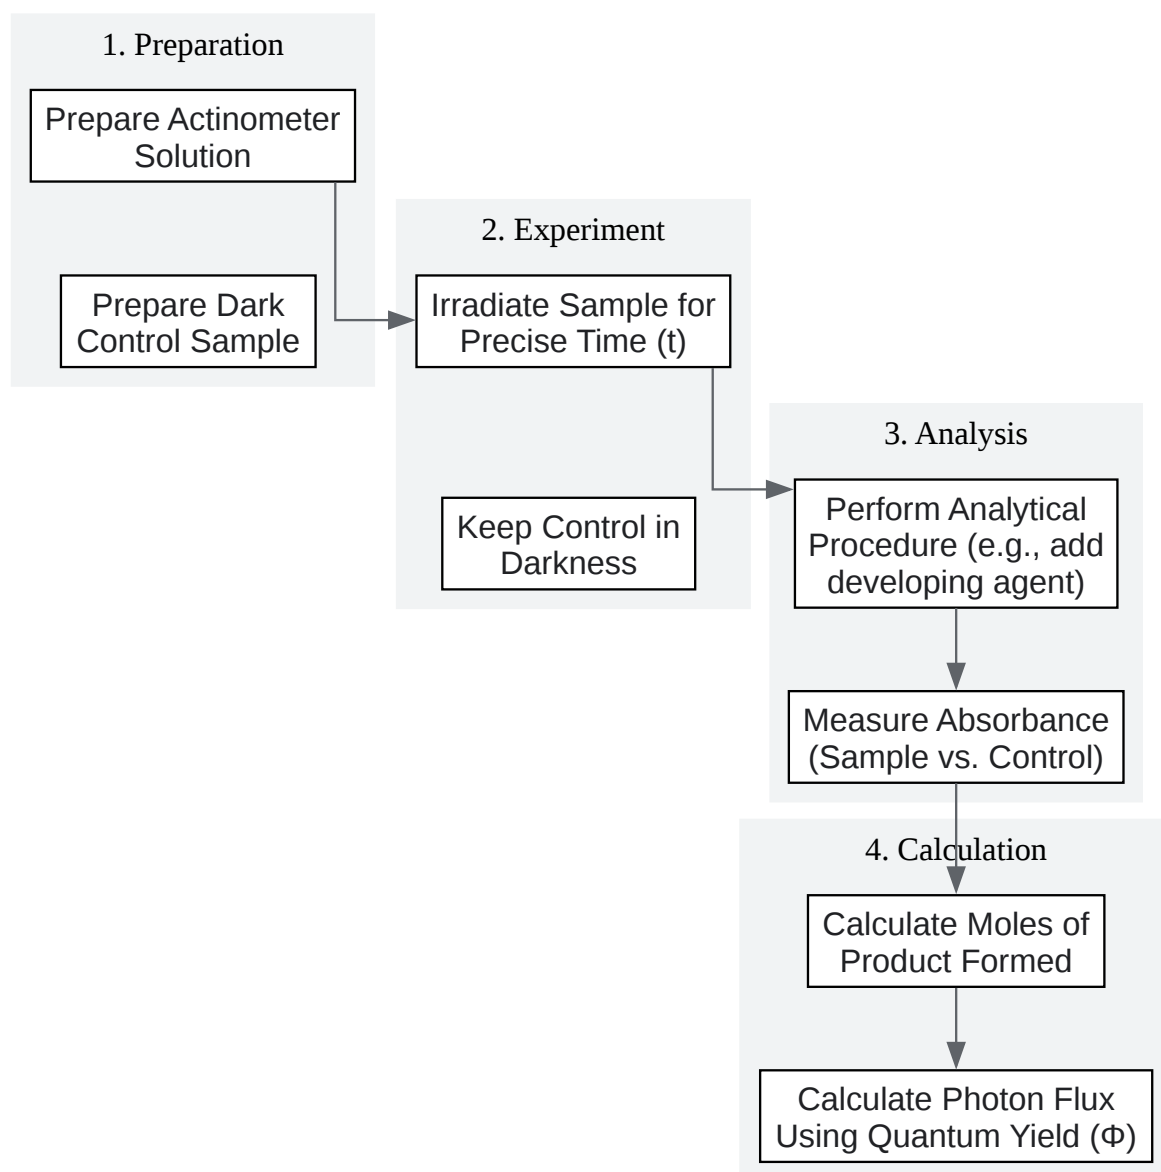 1. Preparation
Prepare Actinometer
Solution
Prepare Dark
Control Sample
2. Experiment
Irradiate Sample for
Precise Time (t)
Keep Control in
Darkness
3. Analysis
Perform Analytical
Procedure (e.g., add
developing agent)
Measure Absorbance
(Sample vs. Control)
4. Calculation
Calculate Moles of
Product Formed
Calculate Photon Flux
Using Quantum Yield (Φ)